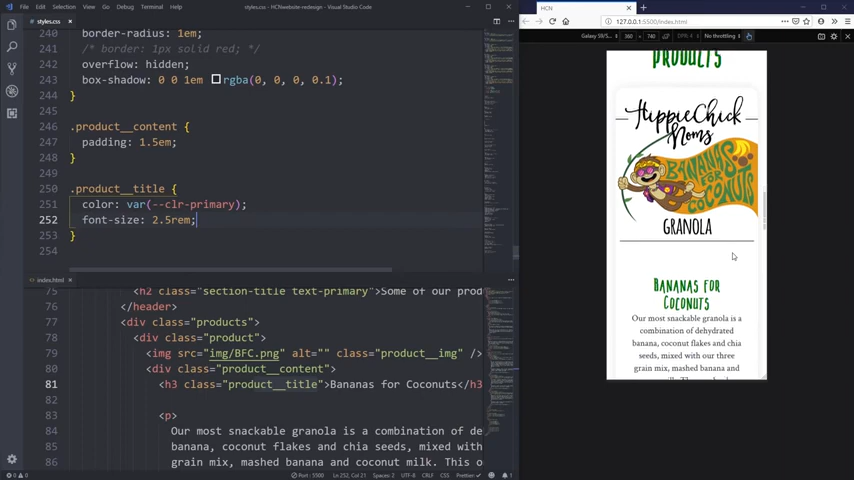 File Edit Selection View Go Debug Terminal Help
styles.css - HCNwebsite-redesign - Visual Studio Code
styles.css
240 border-radius: 1em;
241 /* border: 1px solid red; */
242 overflow: hidden;
243 box-shadow: 0 0 1em rgba(0, 0, 0, 0.1);
244 }
245
246 .product__content {
247 padding: 1.5em;
248 }
249
250 .product__title {
251 color: var(--clr-primary);
252 font-size: 2.5rem;
253 }
254
index.html
75 <h2 class="section-title text-primary">Some of our prod
76 </header>
77 <div class="products">
78 <div class="product">
79 <img src="img/BFC.png" alt="" class="product__img" />
80 <div class="product__content">
81 <h3 class="product__title">Bananas for Coconuts</h3
82
83 <p>
84 Our most snackable granola is a combination of deh
85 banana, coconut flakes and chia seeds, mixed with
86 grain mix, mashed banana and coconut milk. This o
Port : 5500
Ln 252, Col 21 Spaces: 2 UTF-8 CRLF CSS Prettier
HCN
127.0.0.1:5500/index.html
360 × 740
No throttling
PRODUCTS
HippieChick
Noms
BANANAS
FOR
COCONUTS
GRANOLA
Bananas for
Coconuts
Our most snackable granola is a
combination of dehydrated
banana, coconut flakes and chia
seeds, mixed with our three
grain mix, mashed banana and